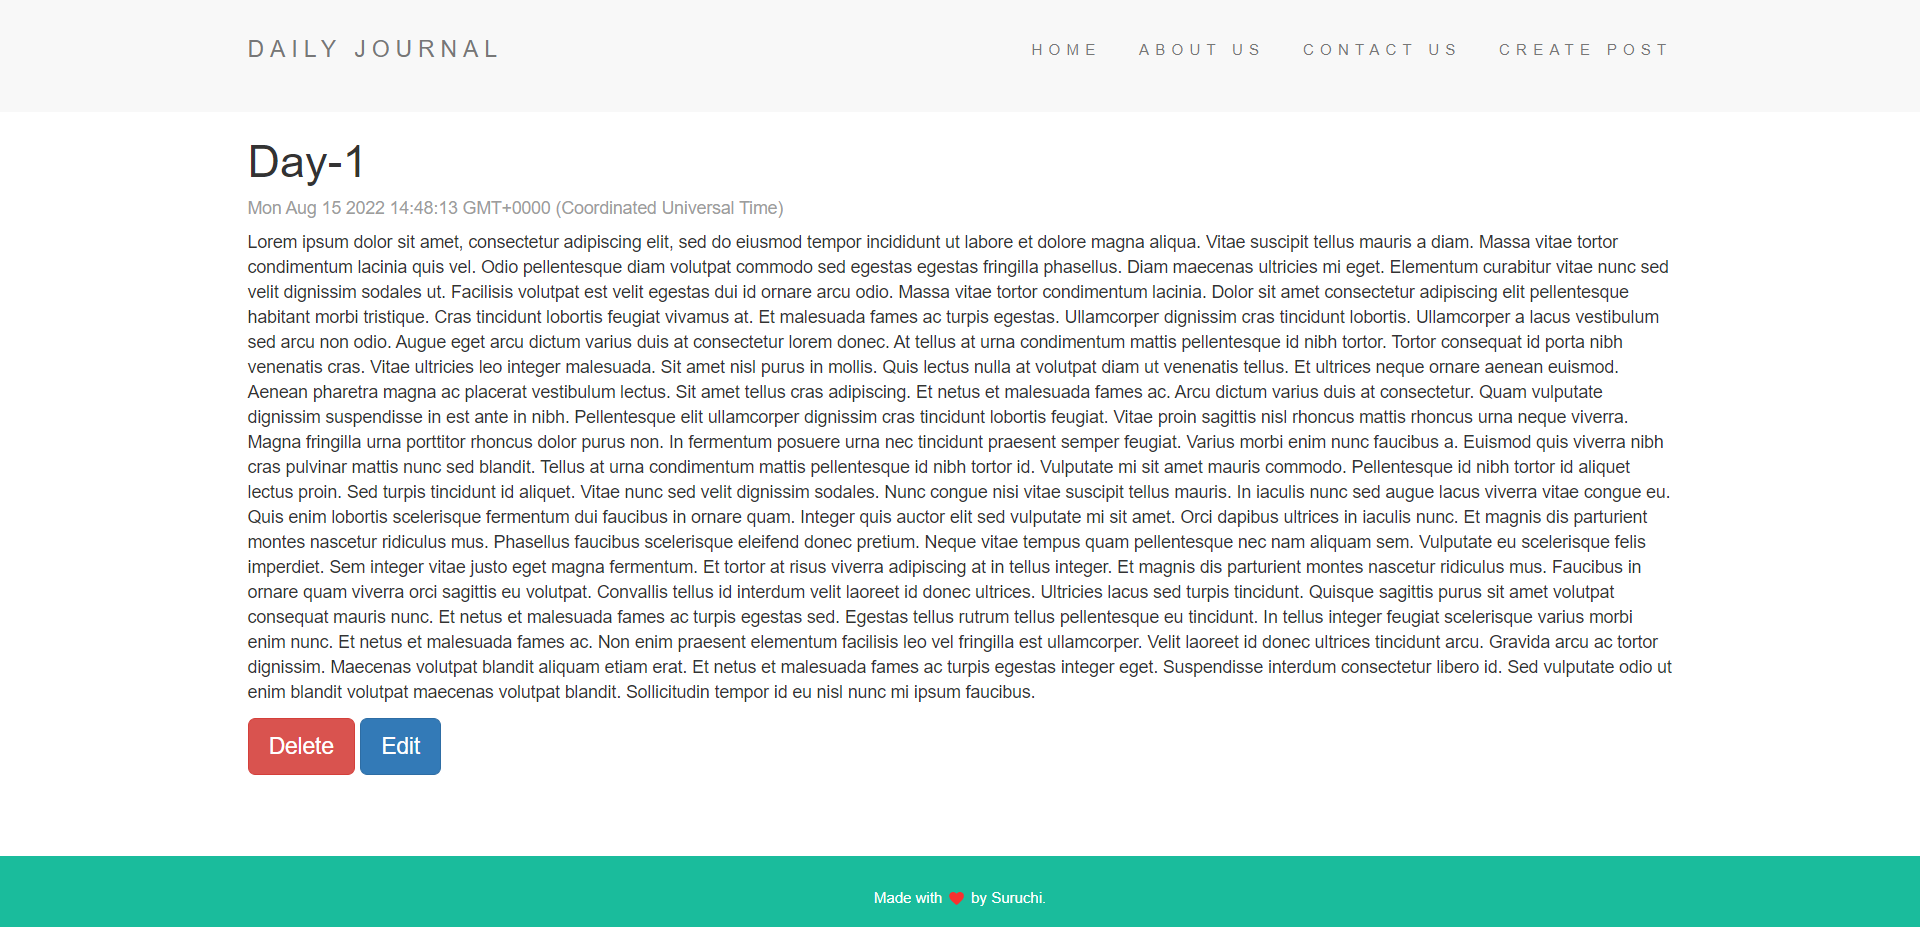 DAILY JOURNAL
HOME ABOUT US CONTACT US CREATE POST
Day-1
Mon Aug 15 2022 14:48:13 GMT+0000 (Coordinated Universal Time)
Lorem ipsum dolor sit amet, consectetur adipiscing elit, sed do eiusmod tempor incididunt ut labore et dolore magna aliqua. Vitae suscipit tellus mauris a diam. Massa vitae tortor
condimentum lacinia quis vel. Odio pellentesque diam volutpat commodo sed egestas egestas fringilla phasellus. Diam maecenas ultricies mi eget. Elementum curabitur vitae nunc sed
velit dignissim sodales ut. Facilisis volutpat est velit egestas dui id ornare arcu odio. Massa vitae tortor condimentum lacinia. Dolor sit amet consectetur adipiscing elit pellentesque
habitant morbi tristique. Cras tincidunt lobortis feugiat vivamus at. Et malesuada fames ac turpis egestas. Ullamcorper dignissim cras tincidunt lobortis. Ullamcorper a lacus vestibulum
sed arcu non odio. Augue eget arcu dictum varius duis at consectetur lorem donec. At tellus at urna condimentum mattis pellentesque id nibh tortor. Tortor consequat id porta nibh
venenatis cras. Vitae ultricies leo integer malesuada. Sit amet nisl purus in mollis. Quis lectus nulla at volutpat diam ut venenatis tellus. Et ultrices neque ornare aenean euismod.
Aenean pharetra magna ac placerat vestibulum lectus. Sit amet tellus cras adipiscing. Et netus et malesuada fames ac. Arcu dictum varius duis at consectetur. Quam vulputate
dignissim suspendisse in est ante in nibh. Pellentesque elit ullamcorper dignissim cras tincidunt lobortis feugiat. Vitae proin sagittis nisl rhoncus mattis rhoncus urna neque viverra.
Magna fringilla urna porttitor rhoncus dolor purus non. In fermentum posuere urna nec tincidunt praesent semper feugiat. Varius morbi enim nunc faucibus a. Euismod quis viverra nibh
cras pulvinar mattis nunc sed blandit. Tellus at urna condimentum mattis pellentesque id nibh tortor id. Vulputate mi sit amet mauris commodo. Pellentesque id nibh tortor id aliquet
lectus proin. Sed turpis tincidunt id aliquet. Vitae nunc sed velit dignissim sodales. Nunc congue nisi vitae suscipit tellus mauris. In iaculis nunc sed augue lacus viverra vitae congue eu.
Quis enim lobortis scelerisque fermentum dui faucibus in ornare quam. Integer quis auctor elit sed vulputate mi sit amet. Orci dapibus ultrices in iaculis nunc. Et magnis dis parturient
montes nascetur ridiculus mus. Phasellus faucibus scelerisque eleifend donec pretium. Neque vitae tempus quam pellentesque nec nam aliquam sem. Vulputate eu scelerisque felis
imperdiet. Sem integer vitae justo eget magna fermentum. Et tortor at risus viverra adipiscing at in tellus integer. Et magnis dis parturient montes nascetur ridiculus mus. Faucibus in
ornare quam viverra orci sagittis eu volutpat. Convallis tellus id interdum velit laoreet id donec ultrices. Ultricies lacus sed turpis tincidunt. Quisque sagittis purus sit amet volutpat
consequat mauris nunc. Et netus et malesuada fames ac turpis egestas sed. Egestas tellus rutrum tellus pellentesque eu tincidunt. In tellus integer feugiat scelerisque varius morbi
enim nunc. Et netus et malesuada fames ac. Non enim praesent elementum facilisis leo vel fringilla est ullamcorper. Velit laoreet id donec ultrices tincidunt arcu. Gravida arcu ac tortor
dignissim. Maecenas volutpat blandit aliquam etiam erat. Et netus et malesuada fames ac turpis egestas integer eget. Suspendisse interdum consectetur libero id. Sed vulputate odio ut
enim blandit volutpat maecenas volutpat blandit. Sollicitudin tempor id eu nisl nunc mi ipsum faucibus.
Delete Edit
Made with ❤ by Suruchi.